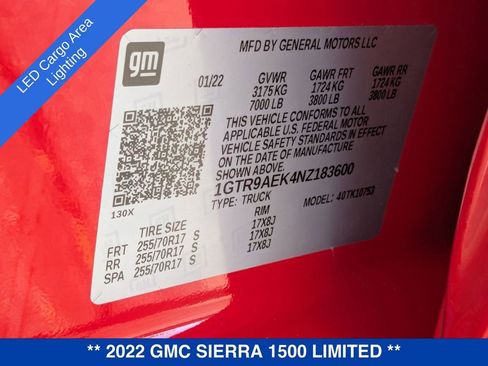 LED Cargo Area
Lighting
gm
MFD BY GENERAL MOTORS LLC
01/22 GVWR GAWR FRT GAWR RR
3175 KG 1724 KG 1724 KG
7000 LB 3800 LB 3800 LB
THIS VEHICLE CONFORMS TO ALL
APPLICABLE U.S. FEDERAL MOTOR
VEHICLE SAFETY STANDARDS IN EFFECT
ON THE DATE OF MANUFACTURE
SHOWN ABOVE.
1GTR9AEK4NZ183600
TYPE: TRUCK MODEL: 40TK10753
130X
TIRE SIZE RIM
FRT 255/70R17 S 17X8J
RR 255/70R17 S 17X8J
SPA 255/70R17 S 17X8J
** 2022 GMC SIERRA 1500 LIMITED **